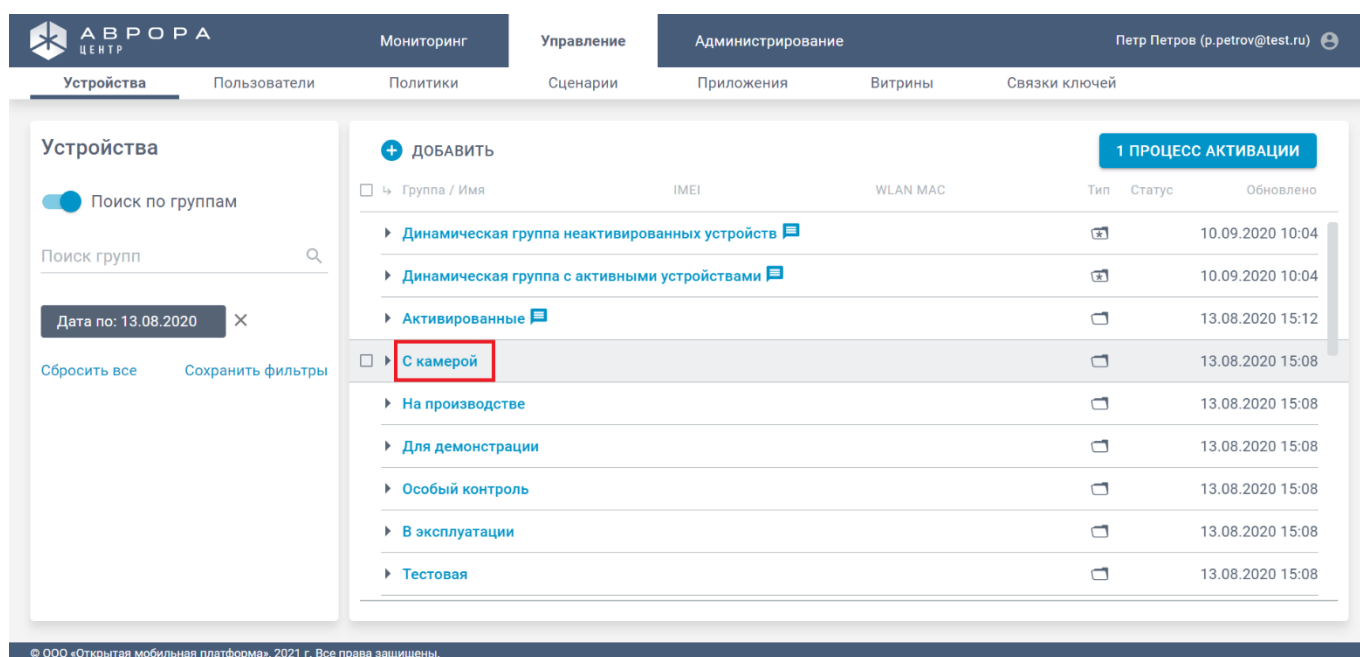 АВРОРА
ЦЕНТР
Мониторинг Управление Администрирование Петр Петров (p.petrov@test.ru)
Устройства Пользователи Политики Сценарии Приложения Витрины Связки ключей
Устройства
Поиск по группам
Поиск групп
Дата по: 13.08.2020
Сбросить все Сохранить фильтры
ДОБАВИТЬ 1 ПРОЦЕСС АКТИВАЦИИ
Группа / Имя IMEI WLAN MAC Тип Статус Обновлено
Динамическая группа неактивированных устройств 10.09.2020 10:04
Динамическая группа с активными устройствами 10.09.2020 10:04
Активированные 13.08.2020 15:12
С камерой 13.08.2020 15:08
На производстве 13.08.2020 15:08
Для демонстрации 13.08.2020 15:08
Особый контроль 13.08.2020 15:08
В эксплуатации 13.08.2020 15:08
Тестовая 13.08.2020 15:08
© ООО «Открытая мобильная платформа», 2021 г. Все права защищены.